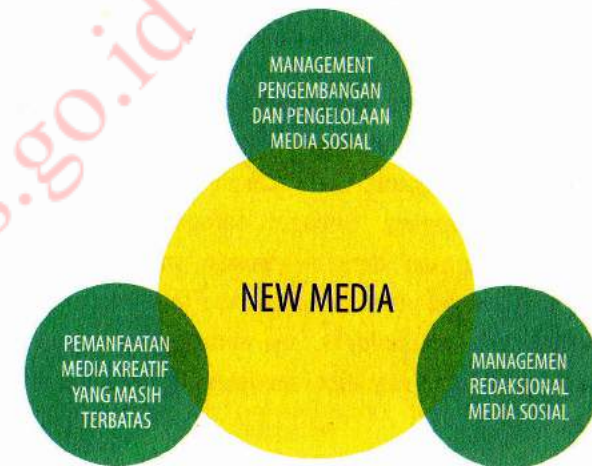 s.go.id
MANAGEMENT
PENGEMBANGAN
DAN PENGELOLAAN
MEDIA SOSIAL
NEW MEDIA
PEMANFAATAN
MEDIA KREATIF
YANG MASIH
TERBATAS
MANAGEMEN
REDAKSIONAL
MEDIA SOSIAL